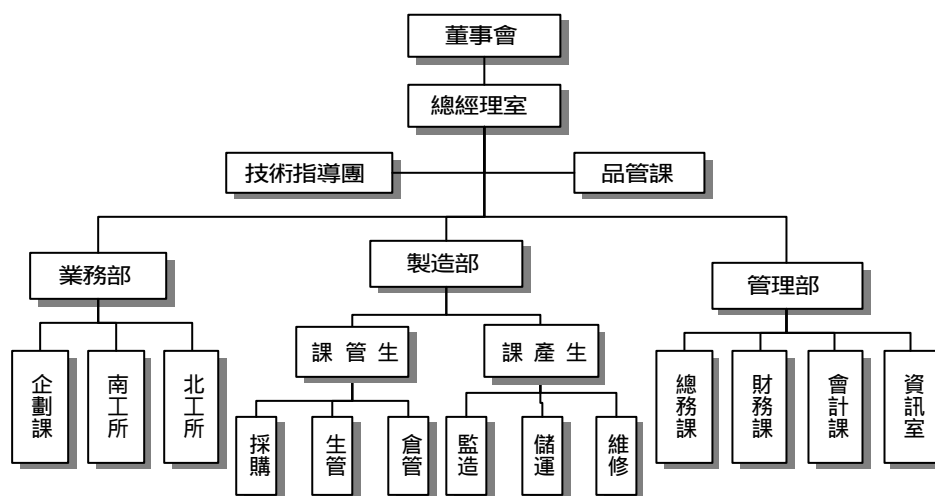 董事會
總經理室
技術指導團
品管課
業務部
製造部
管理部
課管生
課產生
企劃課
南工所
北工所
總務課
財務課
會計課
資訊室
採購
生管
倉管
監造
儲運
維修